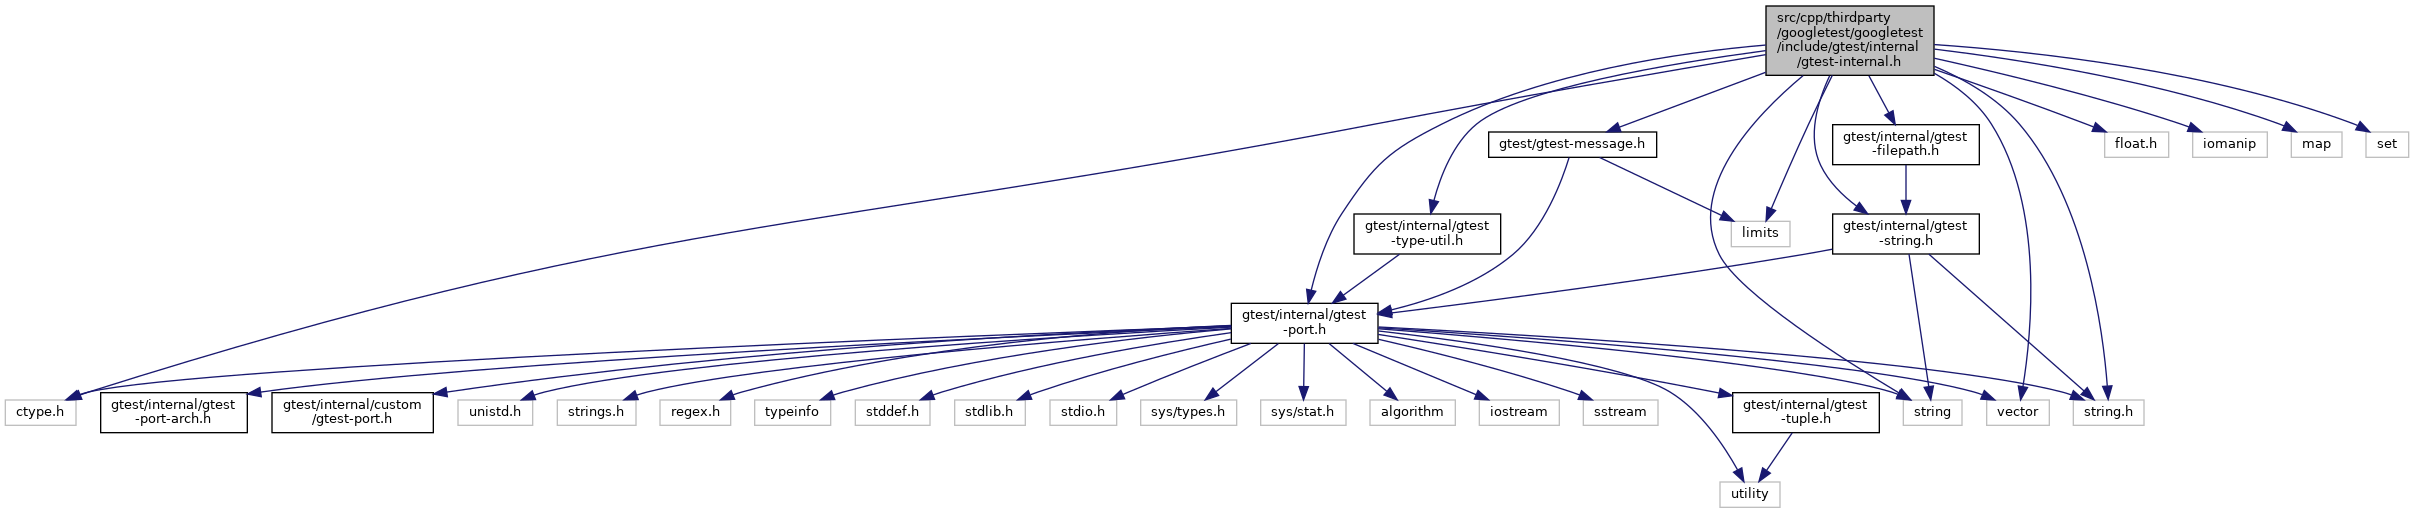 src/cpp/thirdparty
/googletest/googletest
/include/gtest/internal
/gtest-internal.h
gtest/gtest-message.h
gtest/internal/gtest
-filepath.h
float.h
iomanip
map
set
gtest/internal/gtest
-type-util.h
limits
gtest/internal/gtest
-string.h
gtest/internal/gtest
-port.h
ctype.h
gtest/internal/gtest
-port-arch.h
gtest/internal/custom
/gtest-port.h
unistd.h
strings.h
regex.h
typeinfo
stddef.h
stdlib.h
stdio.h
sys/types.h
sys/stat.h
algorithm
iostream
sstream
gtest/internal/gtest
-tuple.h
string
vector
string.h
utility